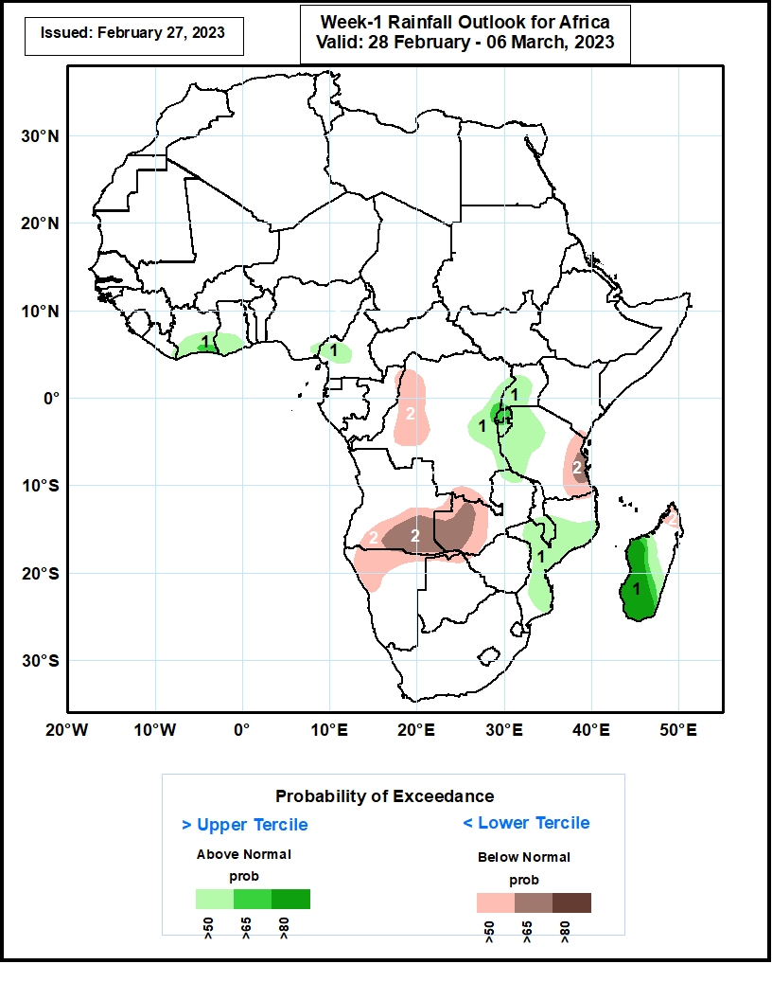 Issued: February 27, 2023
Week-1 Rainfall Outlook for Africa
Valid: 28 February - 06 March, 2023
30°N
20°N
10°N
0°
10°S
20°S
30°S
1
1
1
2
1
2
2
2
2
1
1
20°W
10°W
0°
10°E
20°E
30°E
40°E
50°E
Probability of Exceedance
> Upper Tercile
< Lower Tercile
Above Normal
Below Normal
prob
prob
>50
>65
>80
>50
>65
>80